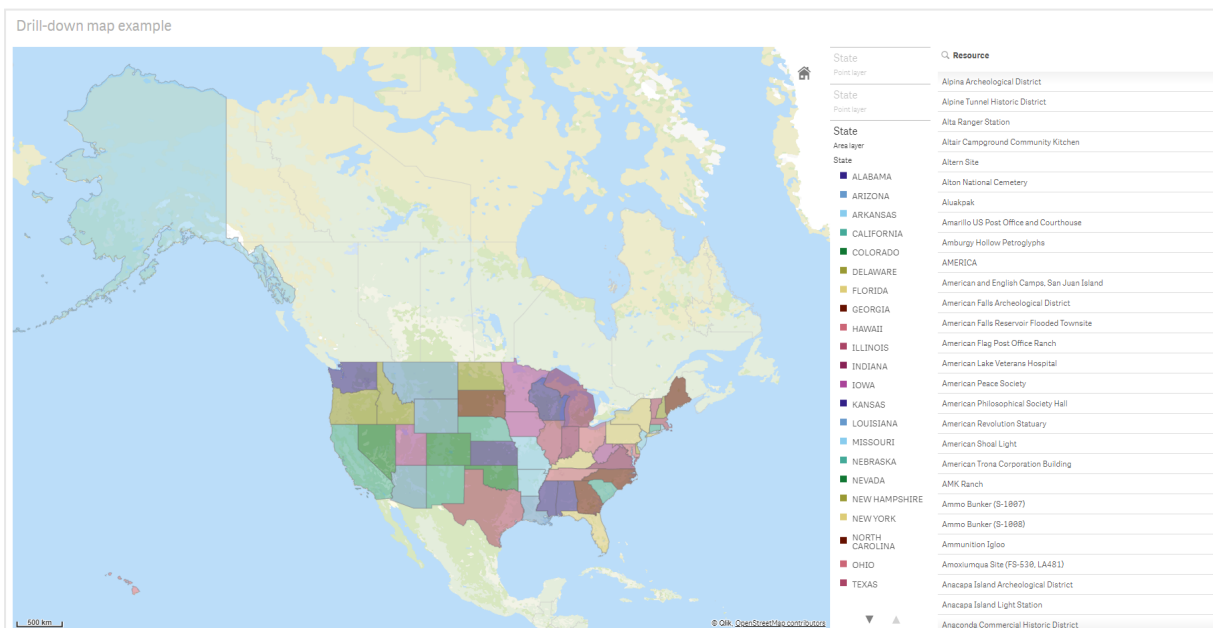 Drill-down map example
State
Point layer
State
Point layer
State
Area layer
State
ALABAMA
ARIZONA
ARKANSAS
CALIFORNIA
COLORADO
DELAWARE
FLORIDA
GEORGIA
HAWAII
ILLINOIS
INDIANA
IOWA
KANSAS
LOUISIANA
MISSOURI
NEBRASKA
NEVADA
NEW HAMPSHIRE
NEW YORK
NORTH
CAROLINA
OHIO
TEXAS
Resource
Alpina Archeological District
Alpine Tunnel Historic District
Alta Ranger Station
Altair Campground Community Kitchen
Altern Site
Alton National Cemetery
Aluakpak
Amarillo US Post Office and Courthouse
Amburgy Hollow Petroglyphs
AMERICA
American and English Camps, San Juan Island
American Falls Archeological District
American Falls Reservoir Flooded Townsite
American Flag Post Office Ranch
American Lake Veterans Hospital
American Peace Society
American Philosophical Society Hall
American Revolution Statuary
American Shoal Light
American Trona Corporation Building
AMK Ranch
Ammo Bunker (S-1007)
Ammo Bunker (S-1008)
Ammunition Igloo
Amoxiumqua Site (FS-530, LA481)
Anacapa Island Archeological District
Anacapa Island Light Station
Anaconda Commercial Historic District
500 km
© Qlik, OpenStreetMap contributors